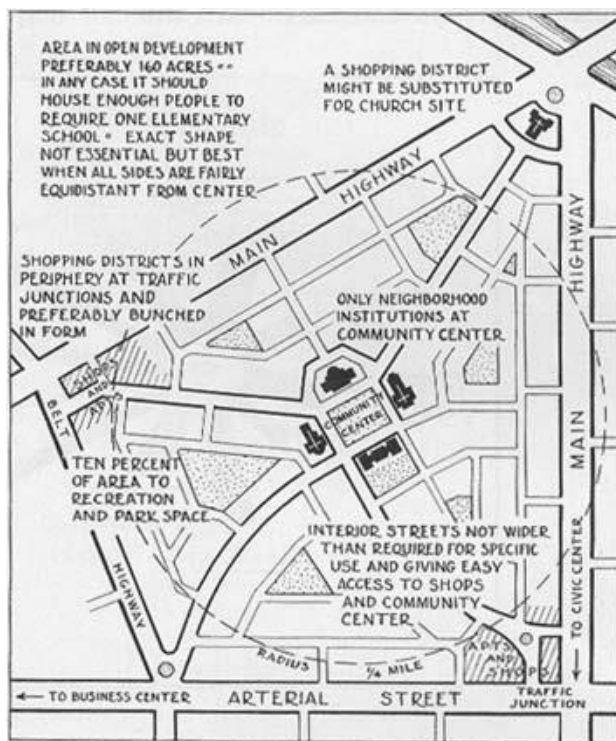 AREA IN OPEN DEVELOPMENT
PREFERABLY 160 ACRES --
IN ANY CASE IT SHOULD
HOUSE ENOUGH PEOPLE TO
REQUIRE ONE ELEMENTARY
SCHOOL • EXACT SHAPE
NOT ESSENTIAL BUT BEST
WHEN ALL SIDES ARE FAIRLY
EQUIDISTANT FROM CENTER
A SHOPPING DISTRICT
MIGHT BE SUBSTITUTED
FOR CHURCH SITE
MAIN HIGHWAY
SHOPPING DISTRICTS IN
PERIPHERY AT TRAFFIC
JUNCTIONS AND
PREFERABLY BUNCHED
IN FORM
ONLY NEIGHBORHOOD
INSTITUTIONS AT
COMMUNITY CENTER
MAIN HIGHWAY
SHOPS
AND
APTS
BELT HIGHWAY
COMMUNITY
CENTER
TEN PERCENT
OF AREA TO
RECREATION
AND PARK SPACE
INTERIOR STREETS NOT WIDER
THAN REQUIRED FOR SPECIFIC
USE AND GIVING EASY
ACCESS TO SHOPS
AND COMMUNITY
CENTER
TO CIVIC CENTER
RADIUS 1/4 MILE
APTS
AND
SHOPS
← TO BUSINESS CENTER
ARTERIAL STREET
TRAFFIC
JUNCTION